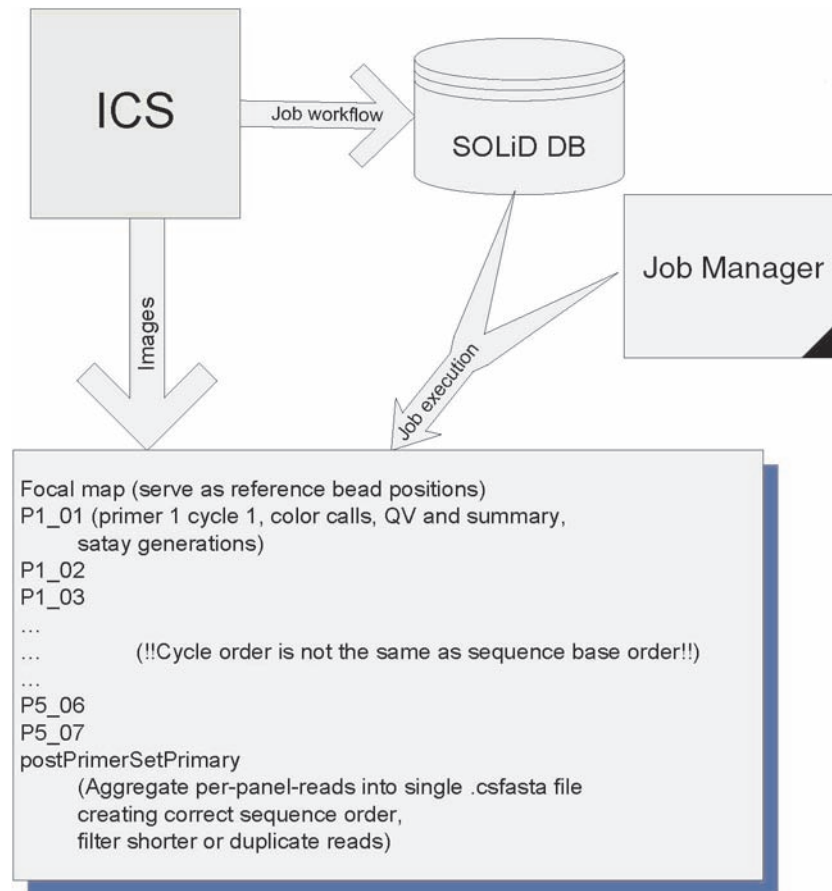 ICS
Job workflow
SOLiD DB
Job Manager
Images
Job execution
Focal map (serve as reference bead positions)
P1_01 (primer 1 cycle 1, color calls, QV and summary,
satay generations)
P1_02
P1_03
...
... (!!Cycle order is not the same as sequence base order!!)
...
P5_06
P5_07
postPrimerSetPrimary
(Aggregate per-panel-reads into single .csfasta file
creating correct sequence order,
filter shorter or duplicate reads)